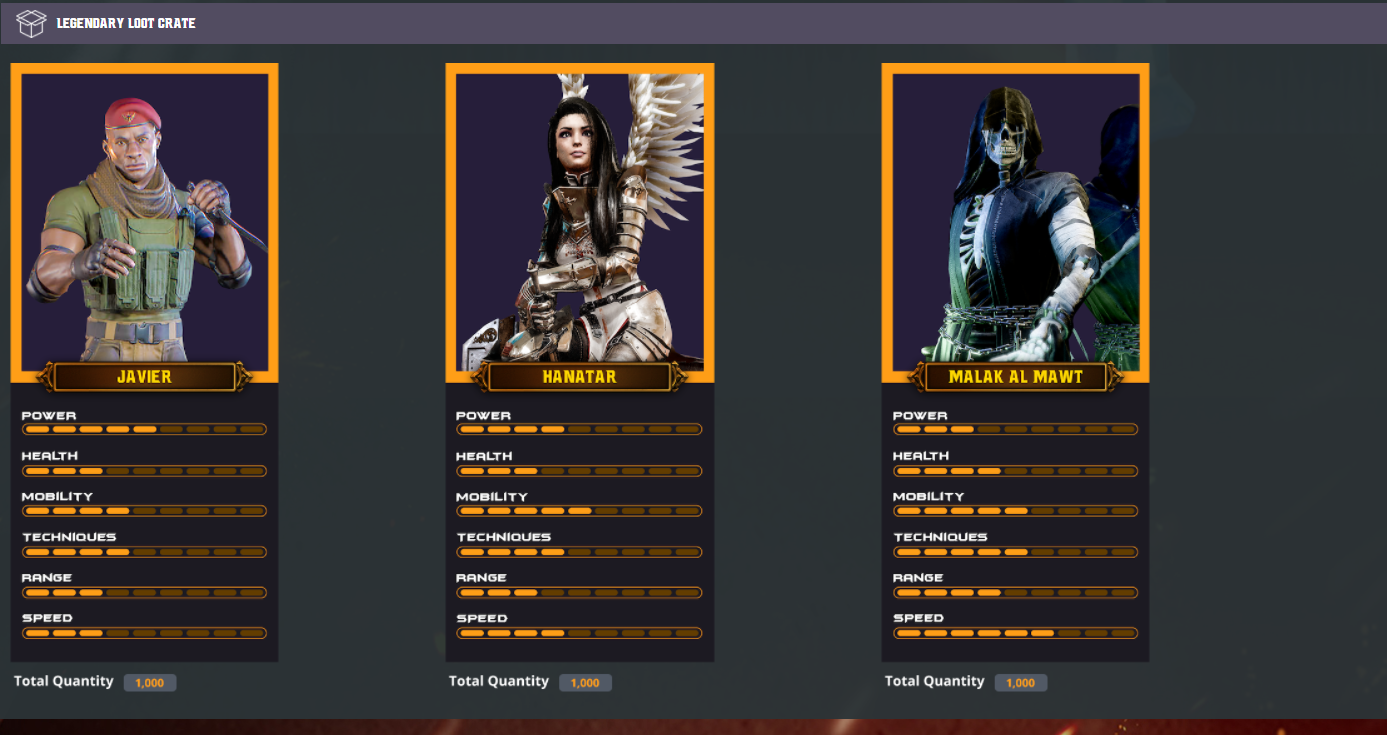 LEGENDARY LOOT CRATE
JAVIER
POWER
HEALTH
MOBILITY
TECHNIQUES
RANGE
SPEED
Total Quantity 1,000
HANATAR
POWER
HEALTH
MOBILITY
TECHNIQUES
RANGE
SPEED
Total Quantity 1,000
MALAK AL MAWT
POWER
HEALTH
MOBILITY
TECHNIQUES
RANGE
SPEED
Total Quantity 1,000